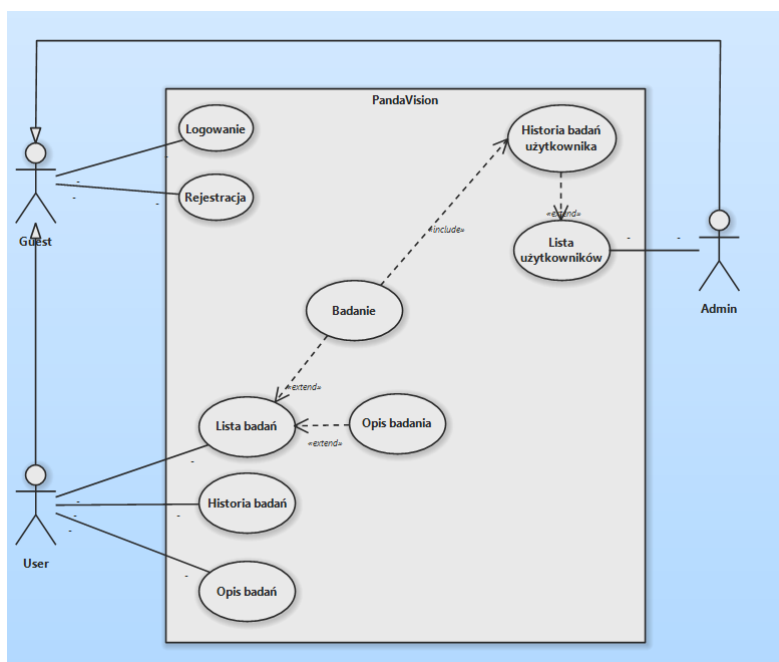 PandaVision
Logowanie
Historia badań
użytkownika
Rejestracja
«include»
«extend»
Guest
Lista
użytkowników
Admin
Badanie
«extend»
Lista badań
Opis badania
«extend»
Historia badań
User
Opis badań